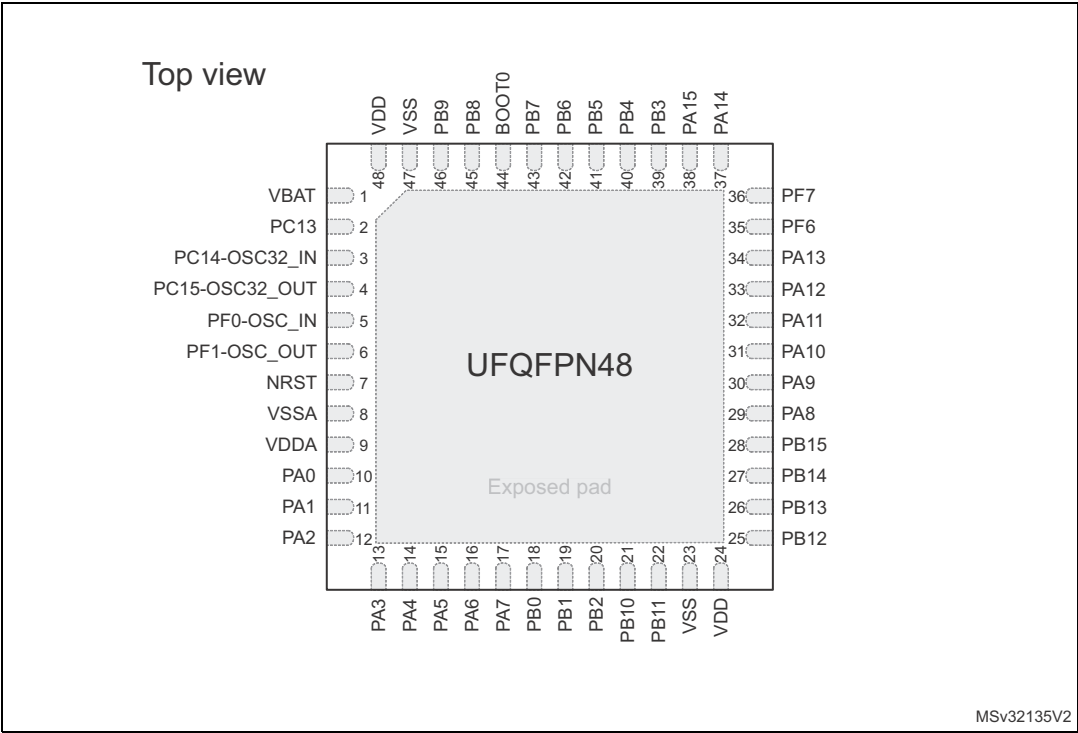 Top view
VDD
VSS
PB9
PB8
BOOT0
PB7
PB6
PB5
PB4
PB3
PA15
PA14
48
47
46
45
44
43
42
41
40
39
38
37
VBAT 1
PC13 2
PC14-OSC32_IN 3
PC15-OSC32_OUT 4
PF0-OSC_IN 5
PF1-OSC_OUT 6
NRST 7
VSSA 8
VDDA 9
PA0 10
PA1 11
PA2 12
UFQFPN48
Exposed pad
36 PF7
35 PF6
34 PA13
33 PA12
32 PA11
31 PA10
30 PA9
29 PA8
28 PB15
27 PB14
26 PB13
25 PB12
13
14
15
16
17
18
19
20
21
22
23
24
PA3
PA4
PA5
PA6
PA7
PB0
PB1
PB2
PB10
PB11
VSS
VDD
MSv32135V2